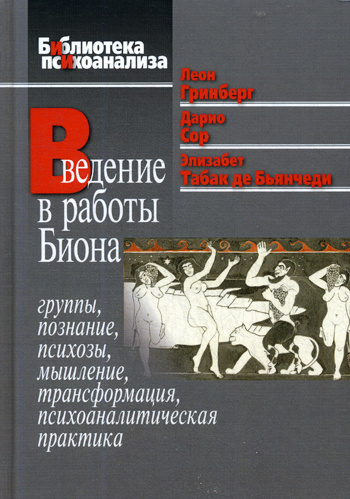 Библиотека
психоанализа
Леон
Гринберг
Дарио
Сор
Элизабет
Табак де Бьянчеди
Введение
в работы
Биона
группы,
познание,
психозы,
мышление,
трансформация,
психоаналитическая
практика